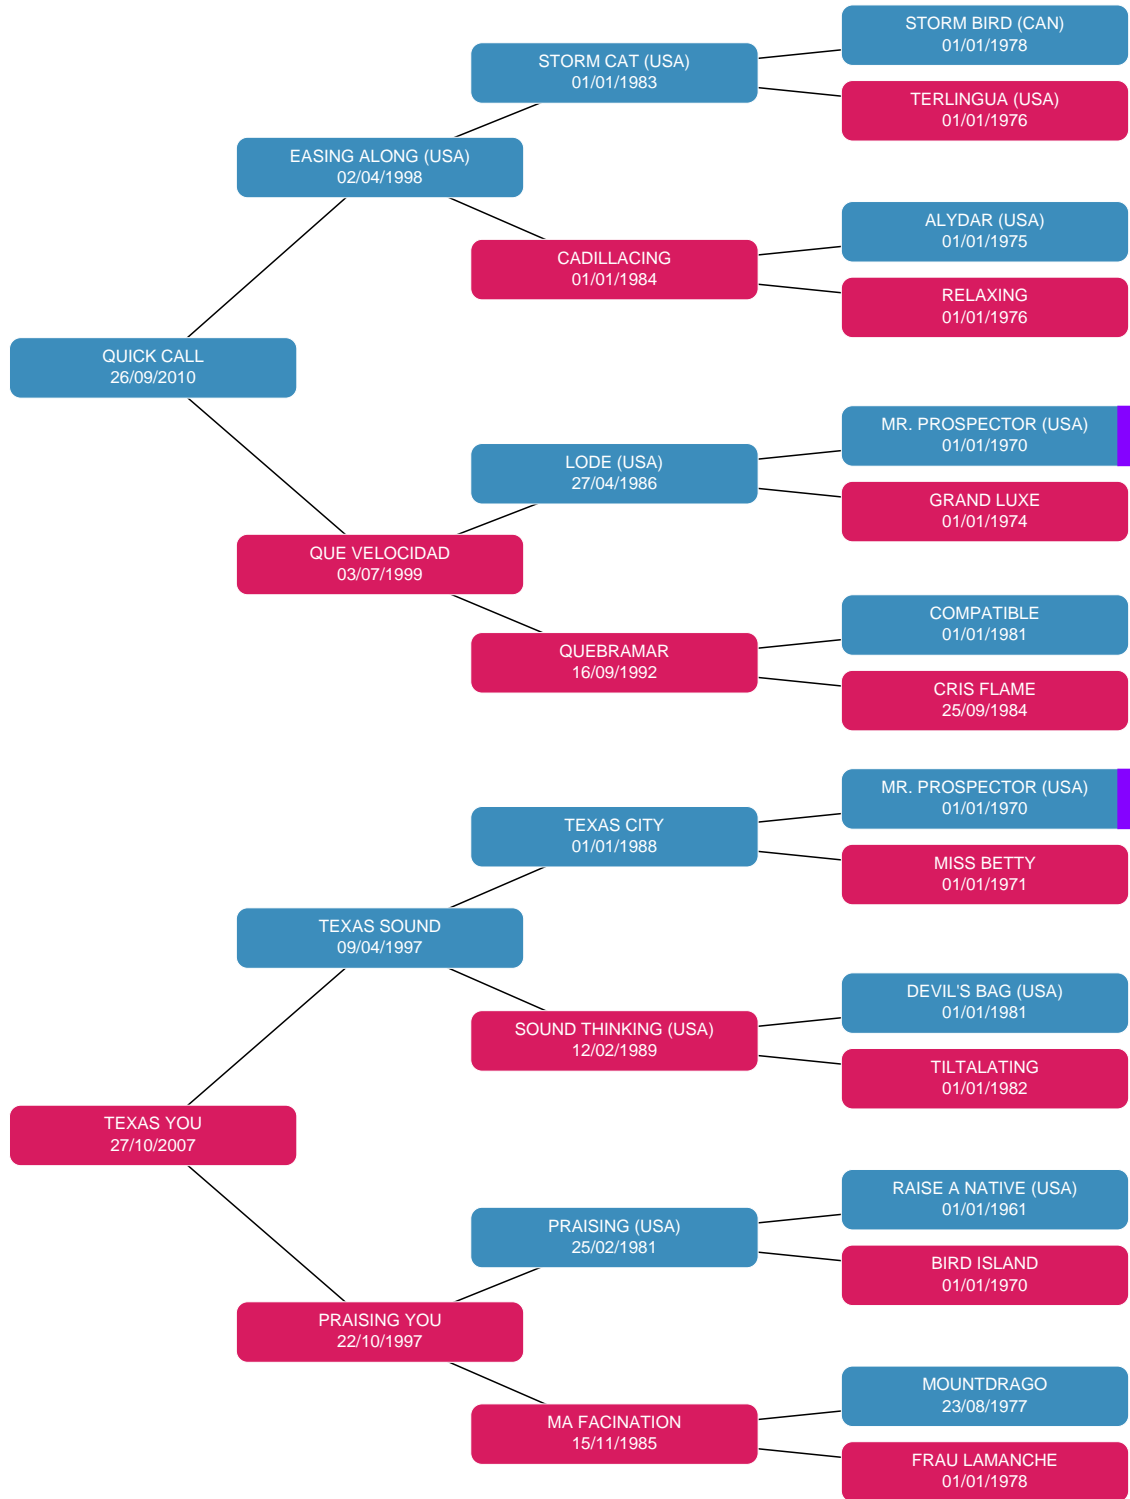 STORM BIRD (CAN)
01/01/1978
STORM CAT (USA)
01/01/1983
TERLINGUA (USA)
01/01/1976
EASING ALONG (USA)
02/04/1998
ALYDAR (USA)
01/01/1975
CADILLACING
01/01/1984
RELAXING
01/01/1976
QUICK CALL
26/09/2010
MR. PROSPECTOR (USA)
01/01/1970
LODE (USA)
27/04/1986
GRAND LUXE
01/01/1974
QUE VELOCIDAD
03/07/1999
COMPATIBLE
01/01/1981
QUEBRAMAR
16/09/1992
CRIS FLAME
25/09/1984
MR. PROSPECTOR (USA)
01/01/1970
TEXAS CITY
01/01/1988
MISS BETTY
01/01/1971
TEXAS SOUND
09/04/1997
DEVIL'S BAG (USA)
01/01/1981
SOUND THINKING (USA)
12/02/1989
TILTALATING
01/01/1982
TEXAS YOU
27/10/2007
RAISE A NATIVE (USA)
01/01/1961
PRAISING (USA)
25/02/1981
BIRD ISLAND
01/01/1970
PRAISING YOU
22/10/1997
MOUNTDRAGO
23/08/1977
MA FACINATION
15/11/1985
FRAU LAMANCHE
01/01/1978